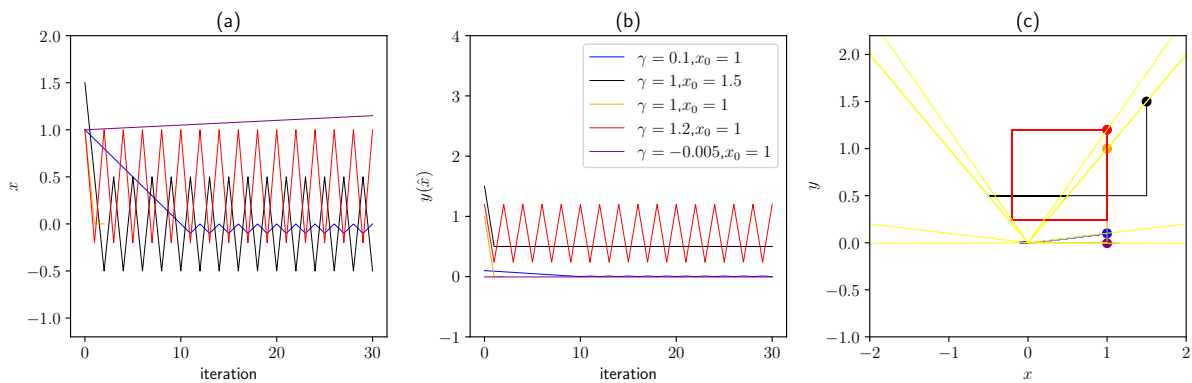 (a)
2.0
1.5
1.0
0.5
0.0
−0.5
−1.0
x
0
10
20
30
iteration
(b)
4
3
2
1
0
−1
y(x̂)
γ = 0.1,x₀ = 1
γ = 1,x₀ = 1.5
γ = 1,x₀ = 1
γ = 1.2,x₀ = 1
γ = −0.005,x₀ = 1
0
10
20
30
iteration
(c)
2.0
1.5
1.0
0.5
0.0
−0.5
−1.0
y
−2
−1
0
1
2
x